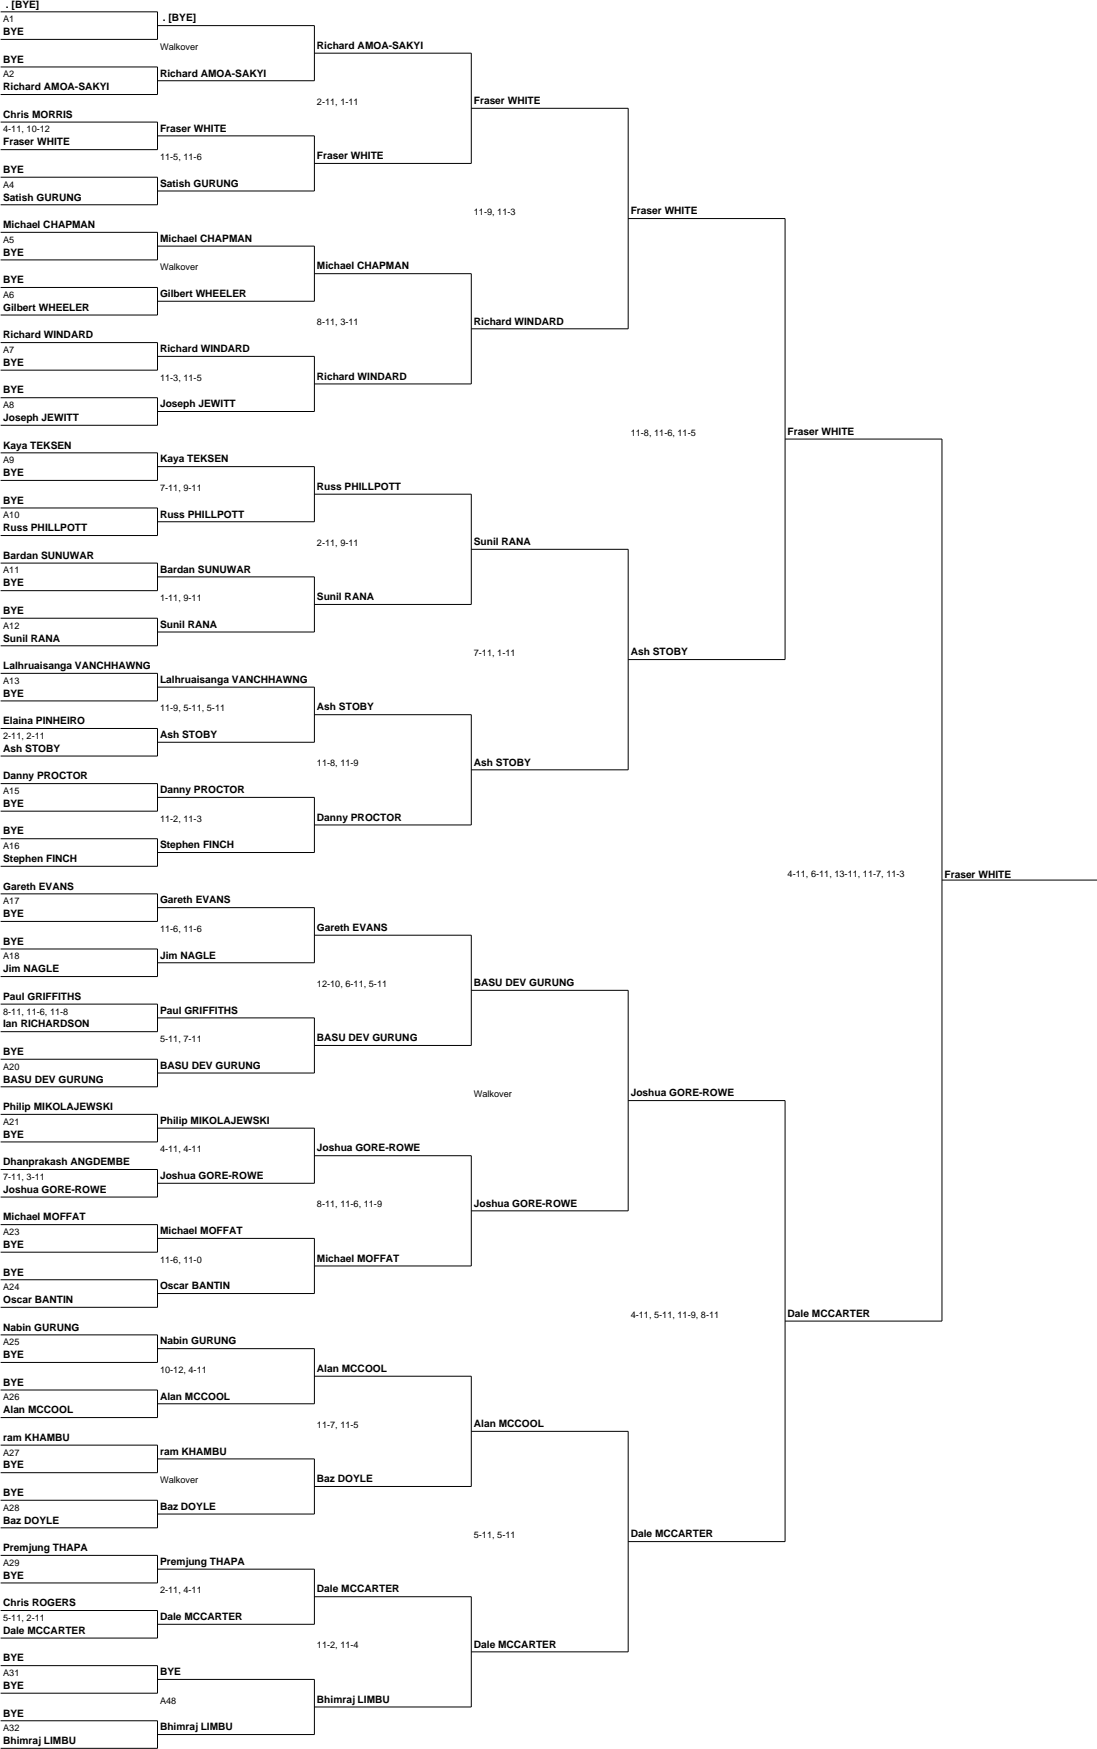 . [BYE]
A1
BYE
BYE
A2
Richard AMOA-SAKYI
Chris MORRIS
4-11, 10-12
Fraser WHITE
BYE
A4
Satish GURUNG
Michael CHAPMAN
A5
BYE
BYE
A6
Gilbert WHEELER
Richard WINDARD
A7
BYE
BYE
A8
Joseph JEWITT
Kaya TEKSEN
A9
BYE
BYE
A10
Russ PHILLPOTT
Bardan SUNUWAR
A11
BYE
BYE
A12
Sunil RANA
Lalhruaisanga VANCHHAWNG
A13
BYE
Elaina PINHEIRO
2-11, 2-11
Ash STOBY
Danny PROCTOR
A15
BYE
BYE
A16
Stephen FINCH
Gareth EVANS
A17
BYE
BYE
A18
Jim NAGLE
Paul GRIFFITHS
8-11, 11-6, 11-8
Ian RICHARDSON
BYE
A20
BASU DEV GURUNG
Philip MIKOLAJEWSKI
A21
BYE
Dhanprakash ANGDEMBE
7-11, 3-11
Joshua GORE-ROWE
Michael MOFFAT
A23
BYE
BYE
A24
Oscar BANTIN
Nabin GURUNG
A25
BYE
BYE
A26
Alan MCCOOL
ram KHAMBU
A27
BYE
BYE
A28
Baz DOYLE
Premjung THAPA
A29
BYE
Chris ROGERS
5-11, 2-11
Dale MCCARTER
BYE
A31
BYE
BYE
A32
Bhimraj LIMBU
. [BYE]
Walkover
Richard AMOA-SAKYI
Fraser WHITE
11-5, 11-6
Satish GURUNG
Michael CHAPMAN
Walkover
Gilbert WHEELER
Richard WINDARD
11-3, 11-5
Joseph JEWITT
Kaya TEKSEN
7-11, 9-11
Russ PHILLPOTT
Bardan SUNUWAR
1-11, 9-11
Sunil RANA
Lalhruaisanga VANCHHAWNG
11-9, 5-11, 5-11
Ash STOBY
Danny PROCTOR
11-2, 11-3
Stephen FINCH
Gareth EVANS
11-6, 11-6
Jim NAGLE
Paul GRIFFITHS
5-11, 7-11
BASU DEV GURUNG
Philip MIKOLAJEWSKI
4-11, 4-11
Joshua GORE-ROWE
Michael MOFFAT
11-6, 11-0
Oscar BANTIN
Nabin GURUNG
10-12, 4-11
Alan MCCOOL
ram KHAMBU
Walkover
Baz DOYLE
Premjung THAPA
2-11, 4-11
Dale MCCARTER
BYE
A48
Bhimraj LIMBU
Richard AMOA-SAKYI
2-11, 1-11
Fraser WHITE
Michael CHAPMAN
8-11, 3-11
Richard WINDARD
Russ PHILLPOTT
2-11, 9-11
Sunil RANA
Ash STOBY
11-8, 11-9
Danny PROCTOR
Gareth EVANS
12-10, 6-11, 5-11
BASU DEV GURUNG
Joshua GORE-ROWE
8-11, 11-6, 11-9
Michael MOFFAT
Alan MCCOOL
11-7, 11-5
Baz DOYLE
Dale MCCARTER
11-2, 11-4
Bhimraj LIMBU
Fraser WHITE
11-9, 11-3
Richard WINDARD
Sunil RANA
7-11, 1-11
Ash STOBY
BASU DEV GURUNG
Walkover
Joshua GORE-ROWE
Alan MCCOOL
5-11, 5-11
Dale MCCARTER
Fraser WHITE
11-8, 11-6, 11-5
Ash STOBY
Joshua GORE-ROWE
4-11, 5-11, 11-9, 8-11
Dale MCCARTER
Fraser WHITE
4-11, 6-11, 13-11, 11-7, 11-3
Dale MCCARTER
Fraser WHITE